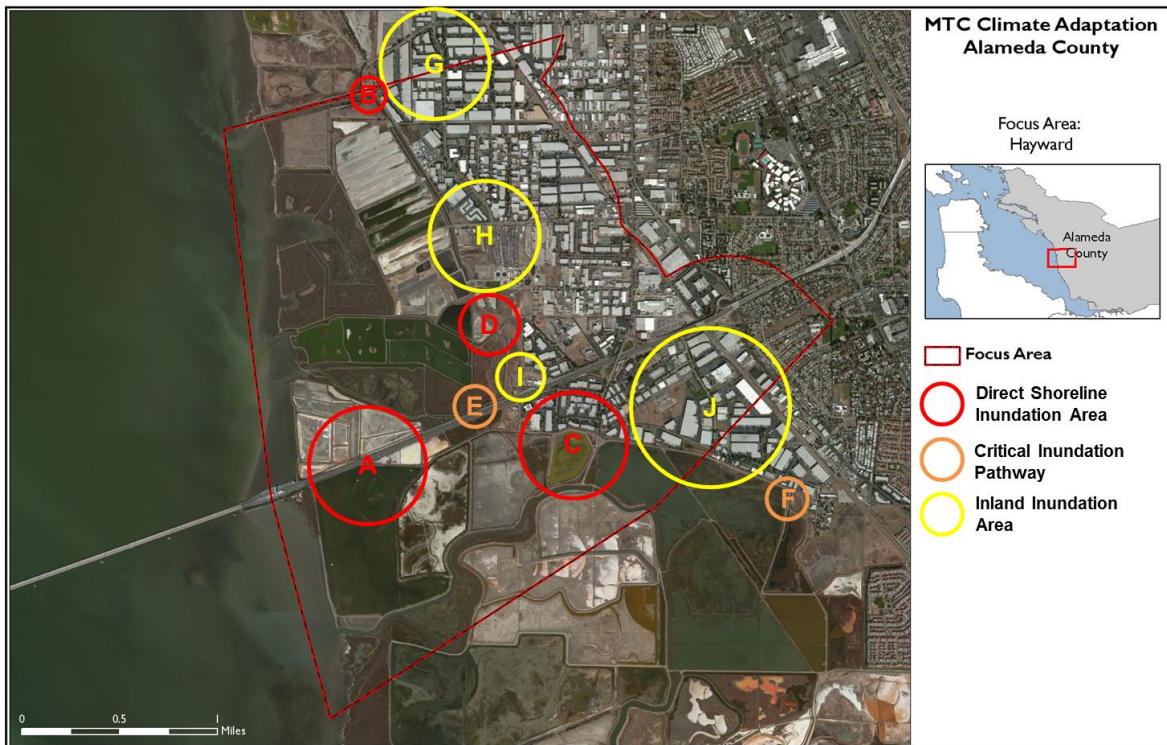 MTC Climate Adaptation
Alameda County
Focus Area:
Hayward
Alameda
County
Focus Area
Direct Shoreline
Inundation Area
Critical Inundation
Pathway
Inland Inundation
Area
G
B
H
D
I
E
J
C
A
F
0 0.5 1
Miles